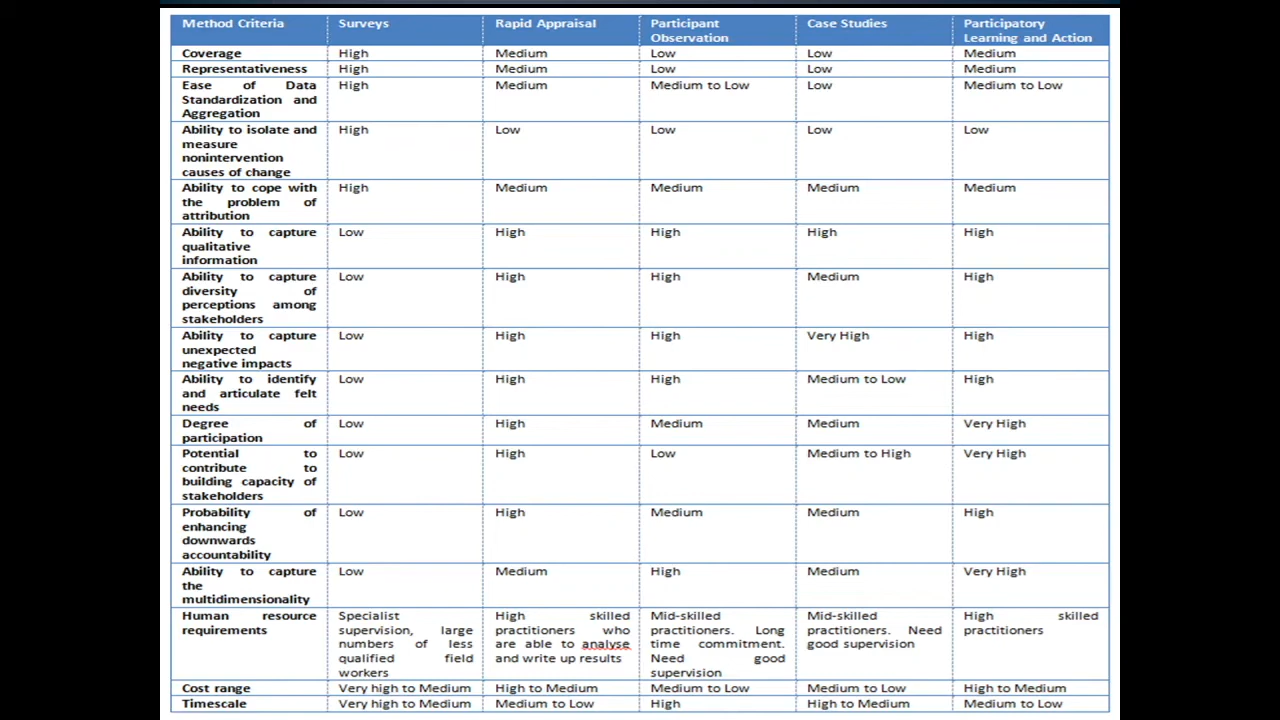 Method Criteria Surveys Rapid Appraisal Participant Observation Case Studies Participatory Learning and Action
Coverage High Medium Low Low Medium
Representativeness High Medium Low Low Medium
Ease of Data Standardization and Aggregation High Medium Medium to Low Low Medium to Low
Ability to isolate and measure nonintervention causes of change High Low Low Low Low
Ability to cope with the problem of attribution High Medium Medium Medium Medium
Ability to capture qualitative information Low High High High High
Ability to capture diversity of perceptions among stakeholders Low High High Medium High
Ability to capture unexpected negative impacts Low High High Very High High
Ability to identify and articulate felt needs Low High High Medium to Low High
Degree of participation Low High Medium Medium Very High
Potential to contribute to building capacity of stakeholders Low High Low Medium to High Very High
Probability of enhancing downwards accountability Low High Medium Medium High
Ability to capture the multidimensionality Low Medium High Medium Very High
Human resource requirements Specialist supervision, large numbers of less qualified field workers High skilled practitioners who are able to analyse and write up results Mid-skilled practitioners. Long time commitment. Need good supervision Mid-skilled practitioners. Need good supervision High skilled practitioners
Cost range Very high to Medium High to Medium Medium to Low Medium to Low High to Medium
Timescale Very high to Medium Medium to Low High High to Medium Medium to Low